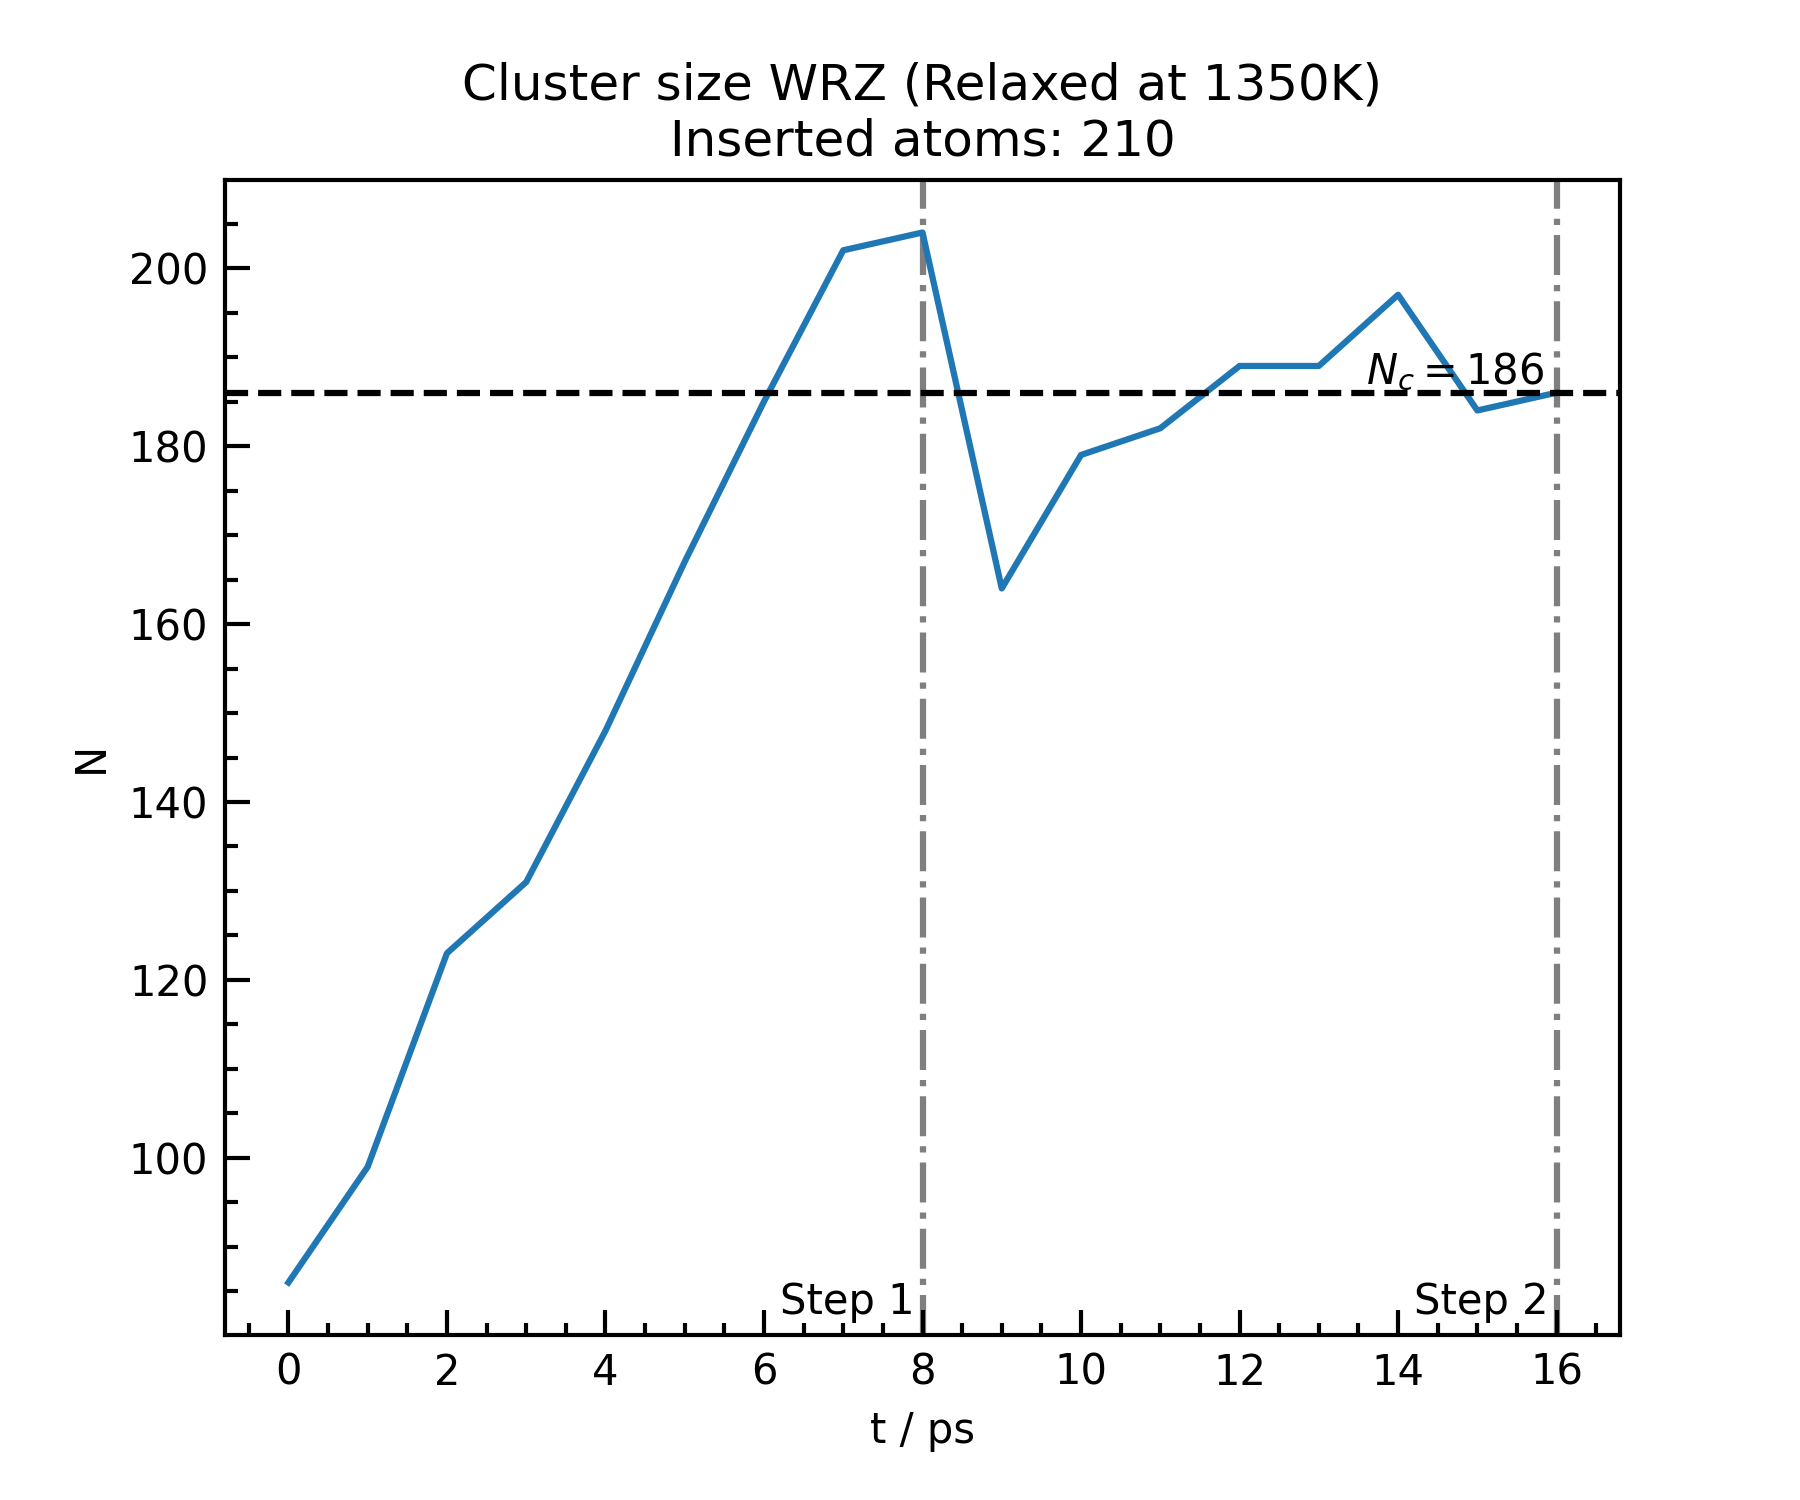 Cluster size WRZ (Relaxed at 1350K)
Inserted atoms: 210
200
180
160
140
120
100
N
N_c = 186
Step 1
Step 2
0 2 4 6 8 10 12 14 16
t / ps